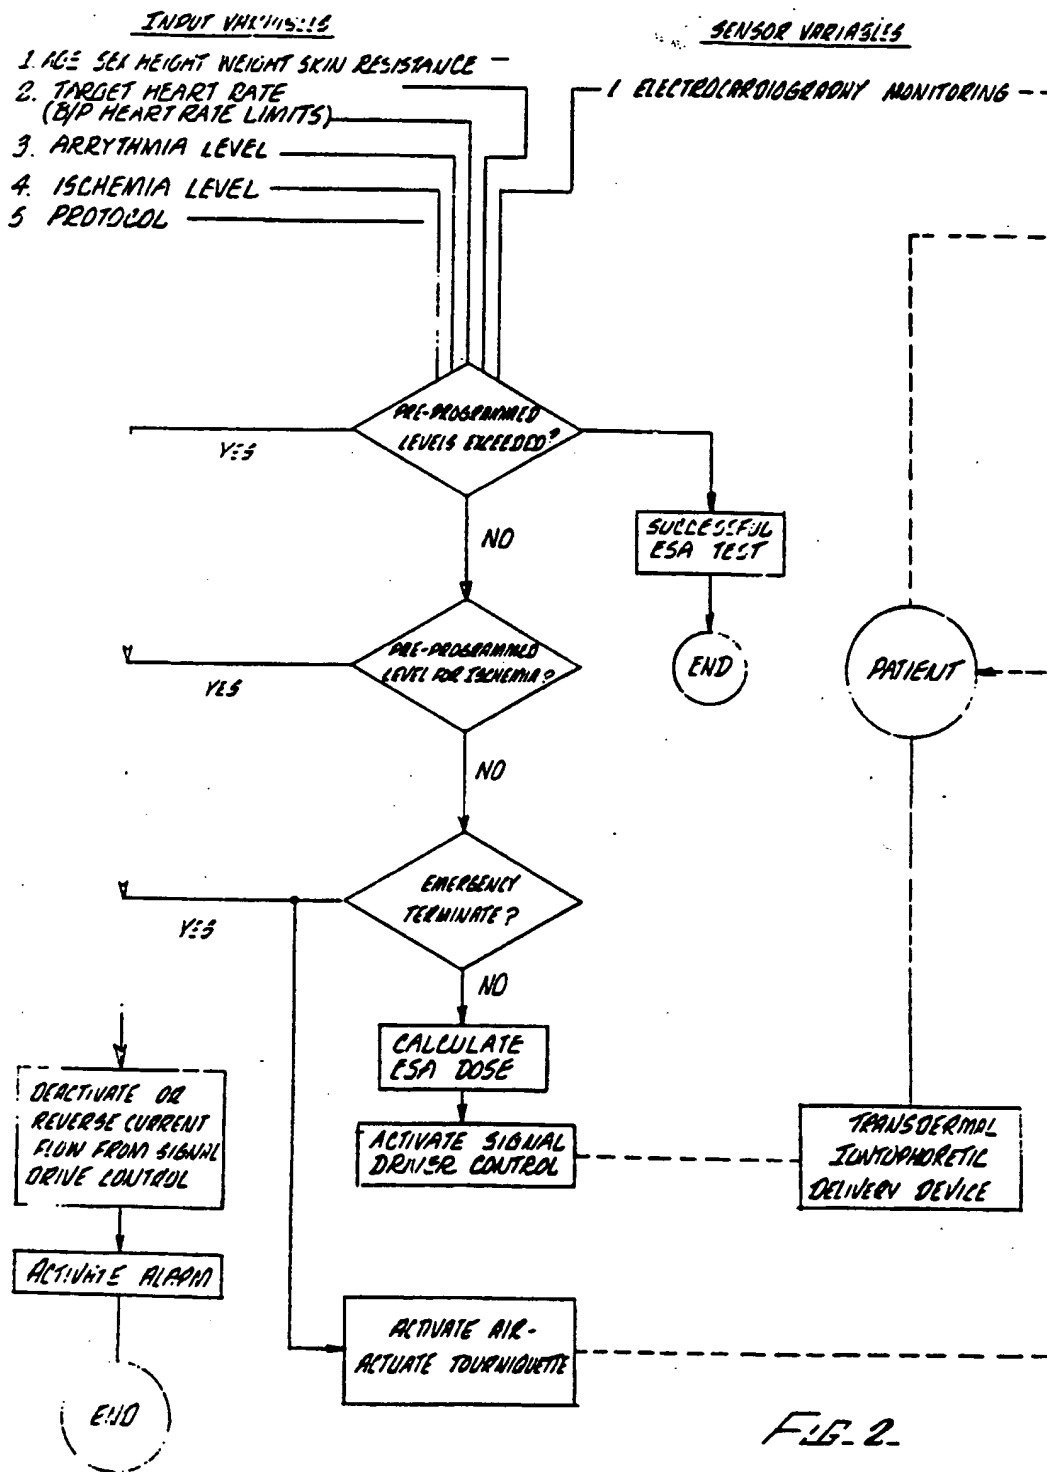 INPUT VARIABLES
SENSOR VARIABLES
1. AGE SEX HEIGHT WEIGHT SKIN RESISTANCE
2. TARGET HEART RATE
(B/P HEART RATE LIMITS)
1 ELECTROCARDIOGRAPHY MONITORING
3. ARRYTHMIA LEVEL
4. ISCHEMIA LEVEL
5 PROTOCOL
PRE-PROGRAMMED
LEVELS EXCEEDED?
YES
NO
SUCCESSFUL
ESA TEST
END
PRE-PROGRAMMED
LEVEL FOR ISCHEMIA?
YES
NO
PATIENT
EMERGENCY
TERMINATE?
YES
NO
CALCULATE
ESA DOSE
ACTIVATE SIGNAL
DRIVER CONTROL
TRANSDERMAL
IONTOPHORETIC
DELIVERY DEVICE
DEACTIVATE OR
REVERSE CURRENT
FLOW FROM SIGNAL
DRIVE CONTROL
ACTIVATE ALARM
END
ACTIVATE AIR-
ACTUATE TOURNIQUETTE
FIG-2-